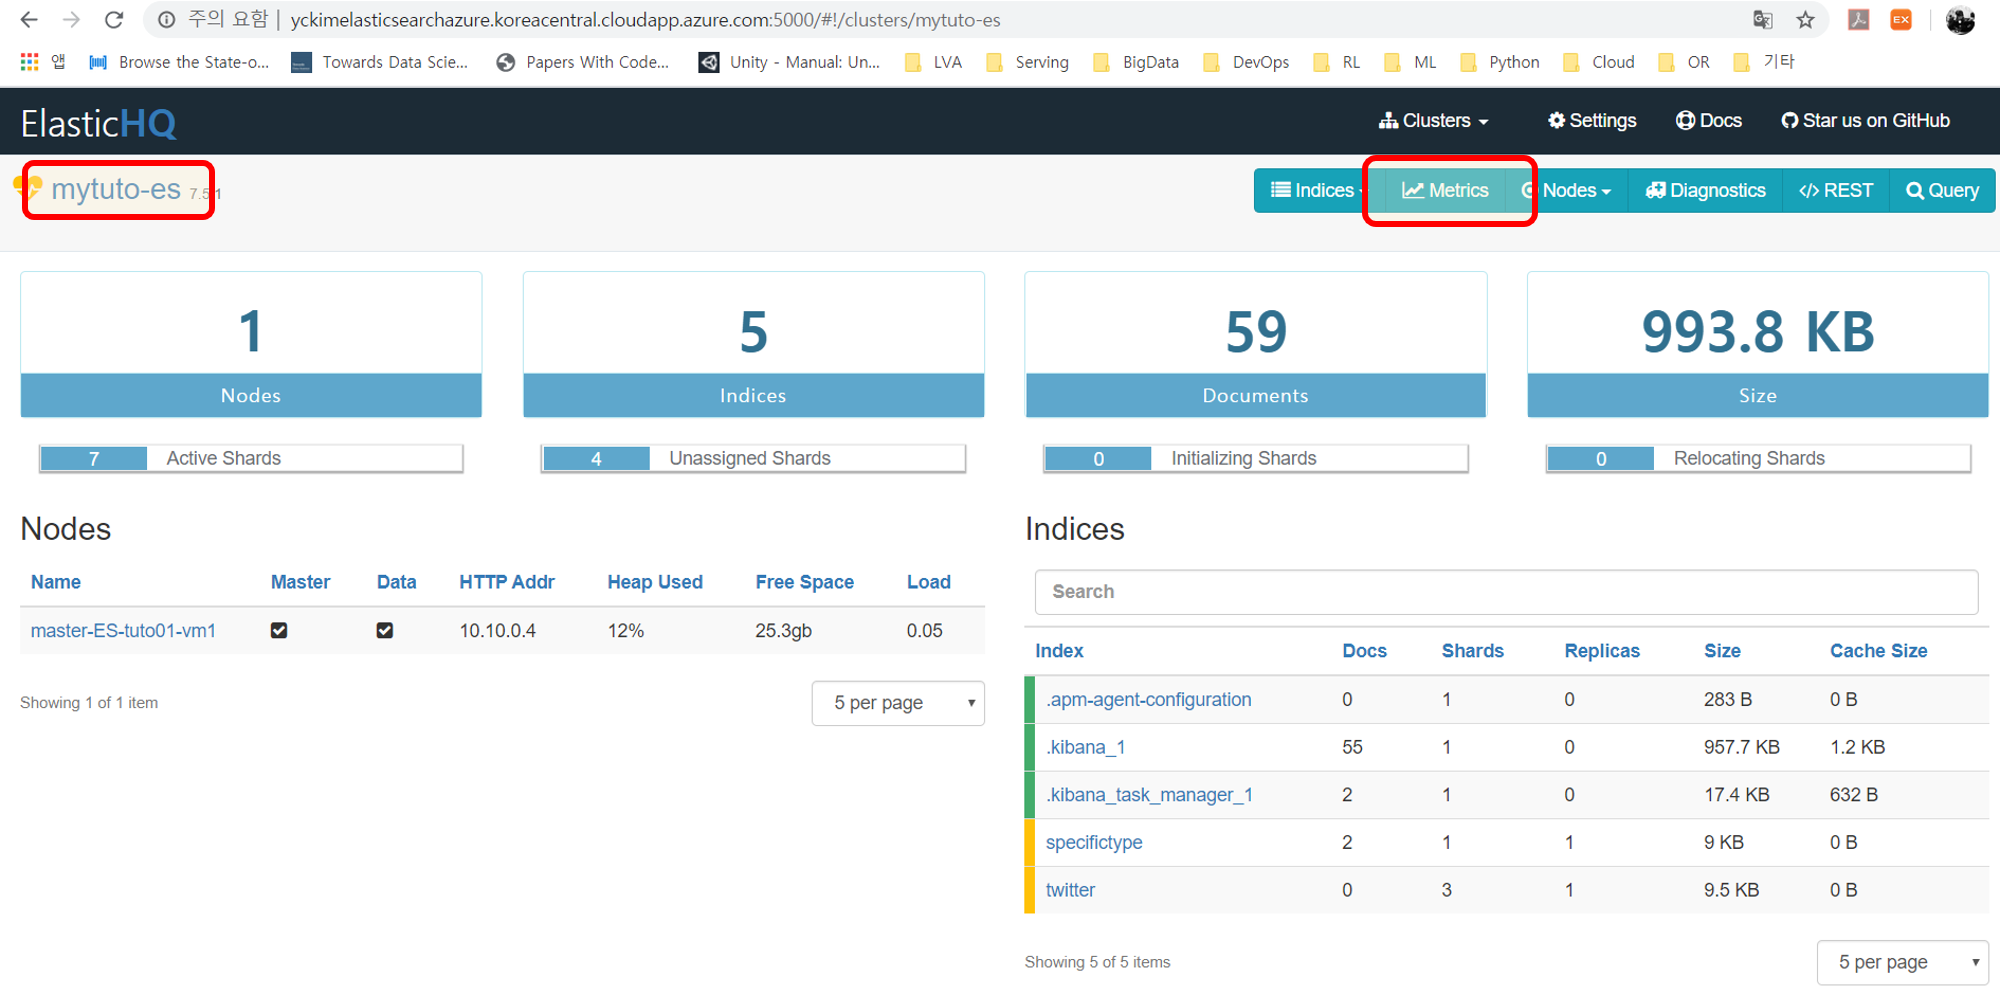 주의 요함 | yckimelasticsearchazure.koreacentral.cloudapp.azure.com:5000/#!/clusters/mytuto-es
앱 Browse the State-o... Towards Data Scie... Papers With Code... Unity - Manual: Un... LVA Serving BigData DevOps RL ML Python Cloud OR 기타
ElasticHQ Clusters Settings Docs Star us on GitHub
mytuto-es 7.5.1 Indices Metrics Nodes Diagnostics </> REST Query
1 5 59 993.8 KB
Nodes Indices Documents Size
7 Active Shards 4 Unassigned Shards 0 Initializing Shards 0 Relocating Shards
Nodes
Name Master Data HTTP Addr Heap Used Free Space Load
master-ES-tuto01-vm1 10.10.0.4 12% 25.3gb 0.05
Showing 1 of 1 item 5 per page
Indices
Search
Index Docs Shards Replicas Size Cache Size
.apm-agent-configuration 0 1 0 283 B 0 B
.kibana_1 55 1 0 957.7 KB 1.2 KB
.kibana_task_manager_1 2 1 0 17.4 KB 632 B
specifictype 2 1 1 9 KB 0 B
twitter 0 3 1 9.5 KB 0 B
Showing 5 of 5 items 5 per page